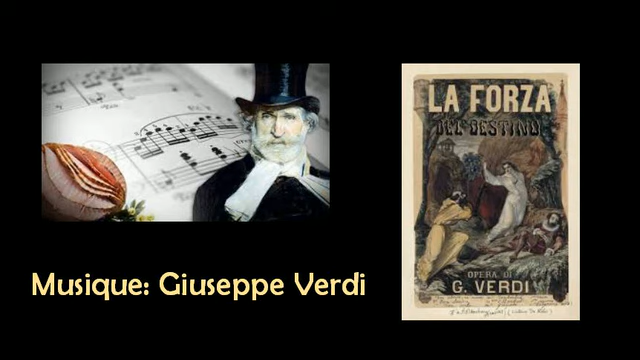 LA FORZA
DEL DESTINO
OPERA DI
G. VERDI
Musique: Giuseppe Verdi